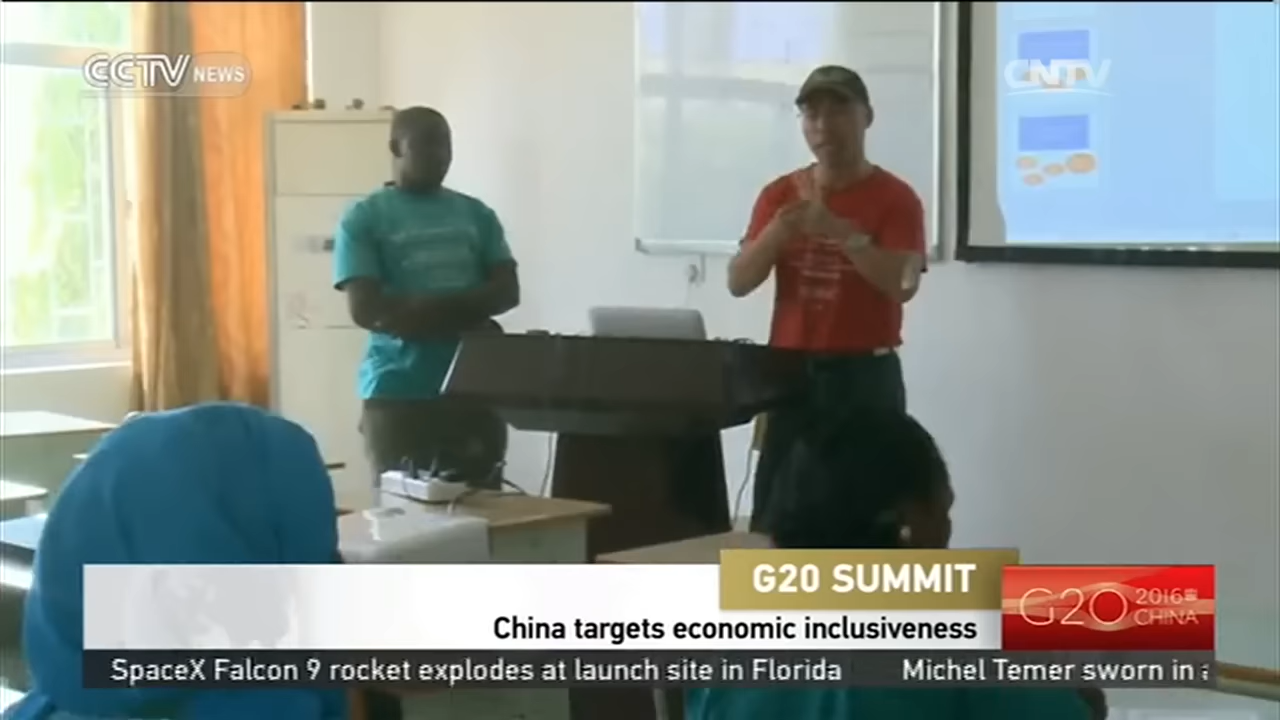 CCTV NEWS
CNTV
G20 SUMMIT
China targets economic inclusiveness
G20 2016 CHINA
SpaceX Falcon 9 rocket explodes at launch site in Florida
Michel Temer sworn in